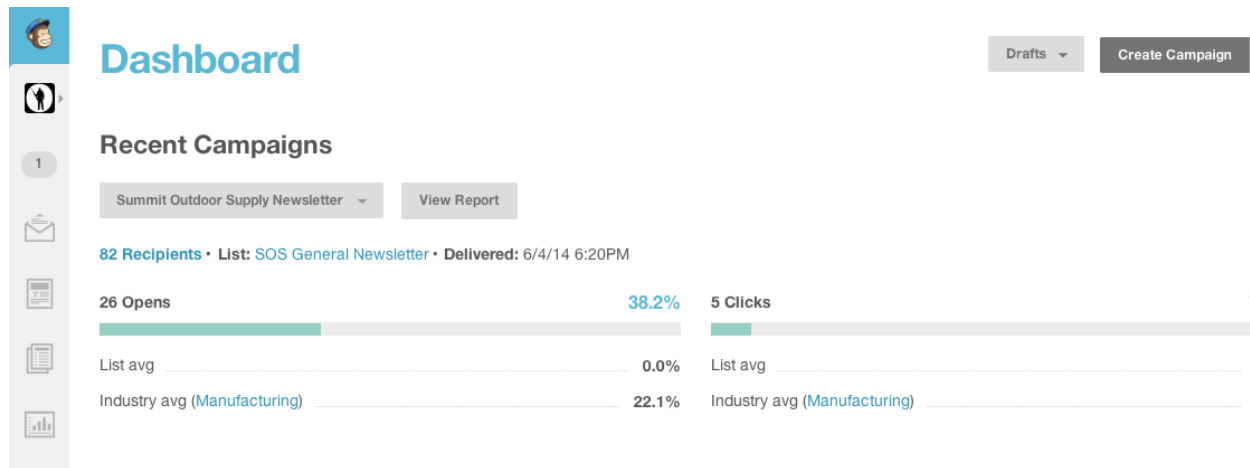 Dashboard
Drafts
Create Campaign
Recent Campaigns
1
Summit Outdoor Supply Newsletter
View Report
82 Recipients • List: SOS General Newsletter • Delivered: 6/4/14 6:20PM
26 Opens 38.2%
5 Clicks
List avg 0.0%
List avg
Industry avg (Manufacturing) 22.1%
Industry avg (Manufacturing)